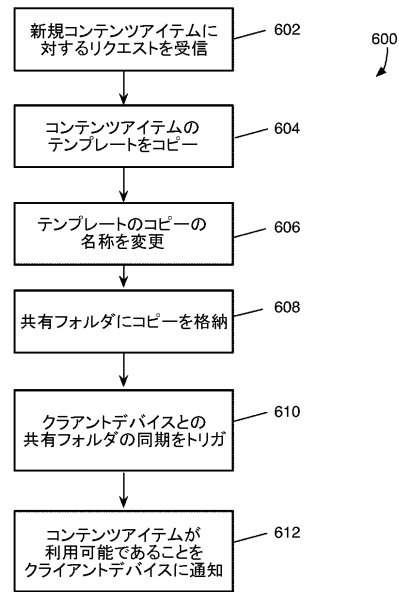 新規コンテンツアイテムに
対するリクエストを受信
602
600
コンテンツアイテムの
テンプレートをコピー
604
テンプレートのコピーの
名称を変更
606
共有フォルダにコピーを格納
608
クラアントデバイスとの
共有フォルダの同期をトリガ
610
コンテンツアイテムが
利用可能であることを
クライアントデバイスに通知
612